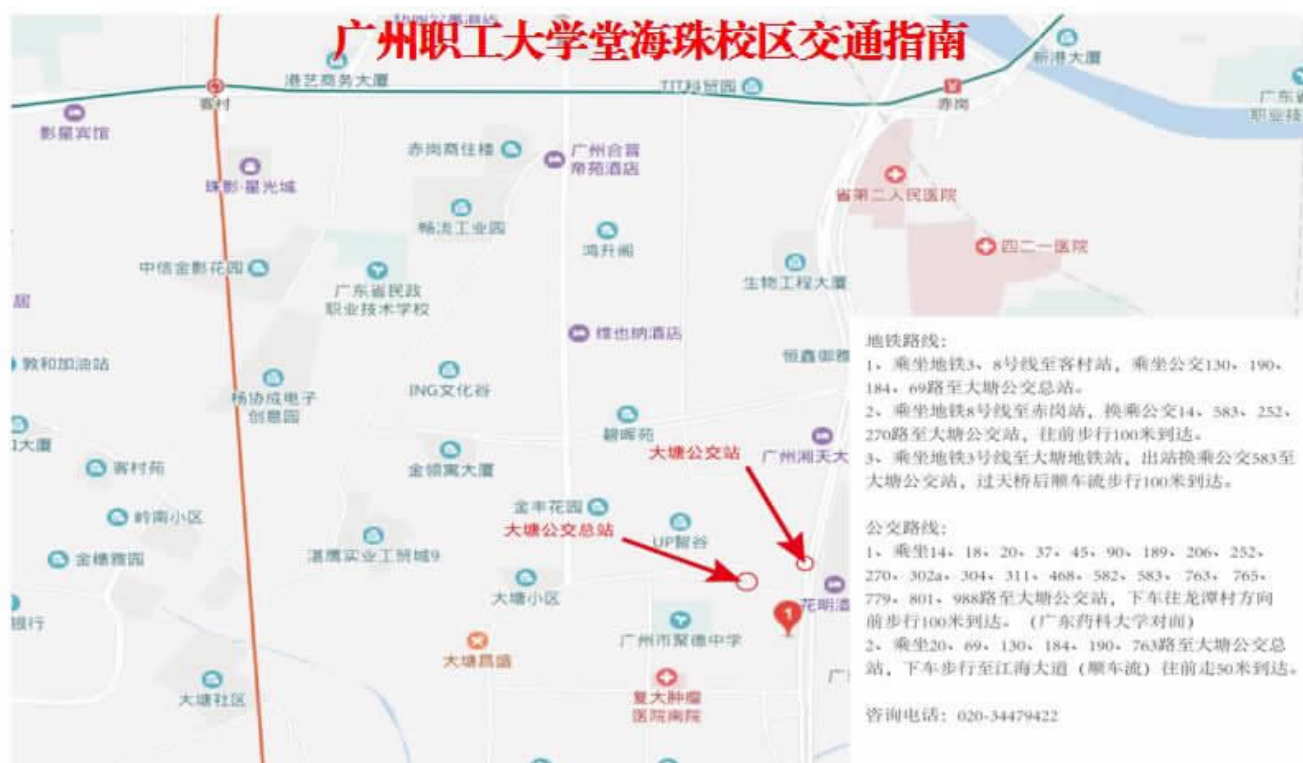 广州职工大学堂海珠校区交通指南
港艺商务大厦
新港大厦
TIT科贸园
客村
赤岗
影星宾馆
赤岗商住楼
广州合晋
帝苑酒店
珠影·星光城
省第二人民医院
畅流工业园
鸿升阁
四二一医院
中信金影花园
生物工程大厦
广东省民政
职业技术学校
维也纳酒店
敦和加油站
恒鑫御雅
杨协成电子
创意园
ING文化谷
碧晖苑
大塘公交站
广州湘天大
客村苑
金领寓大厦
岭南小区
金丰花园
大塘公交总站
UP智谷
金穗雅园
湛鹰实业工贸城9
大塘小区
花明酒
1
广州市聚德中学
大塘昌盛
大塘社区
复大肿瘤
医院南院
地铁路线:
1、乘坐地铁3、8号线至客村站,乘坐公交130、190、
184、69路至大塘公交总站。
2、乘坐地铁8号线至赤岗站,换乘公交14、583、252、
270路至大塘公交站,往前步行100米到达。
3、乘坐地铁3号线至大塘地铁站,出站换乘公交583至
大塘公交站,过天桥后顺车流步行100米到达。
公交路线:
1、乘坐14、18、20、37、45、90、189、206、252、
270、302a、304、311、468、582、583、763、765、
779、801、988路至大塘公交站,下车往龙潭村方向
前步行100米到达。(广东药科大学对面)
2、乘坐20、69、130、184、190、763路至大塘公交总
站,下车步行至江海大道(顺车流)往前走50米到达。
咨询电话:020-34479422